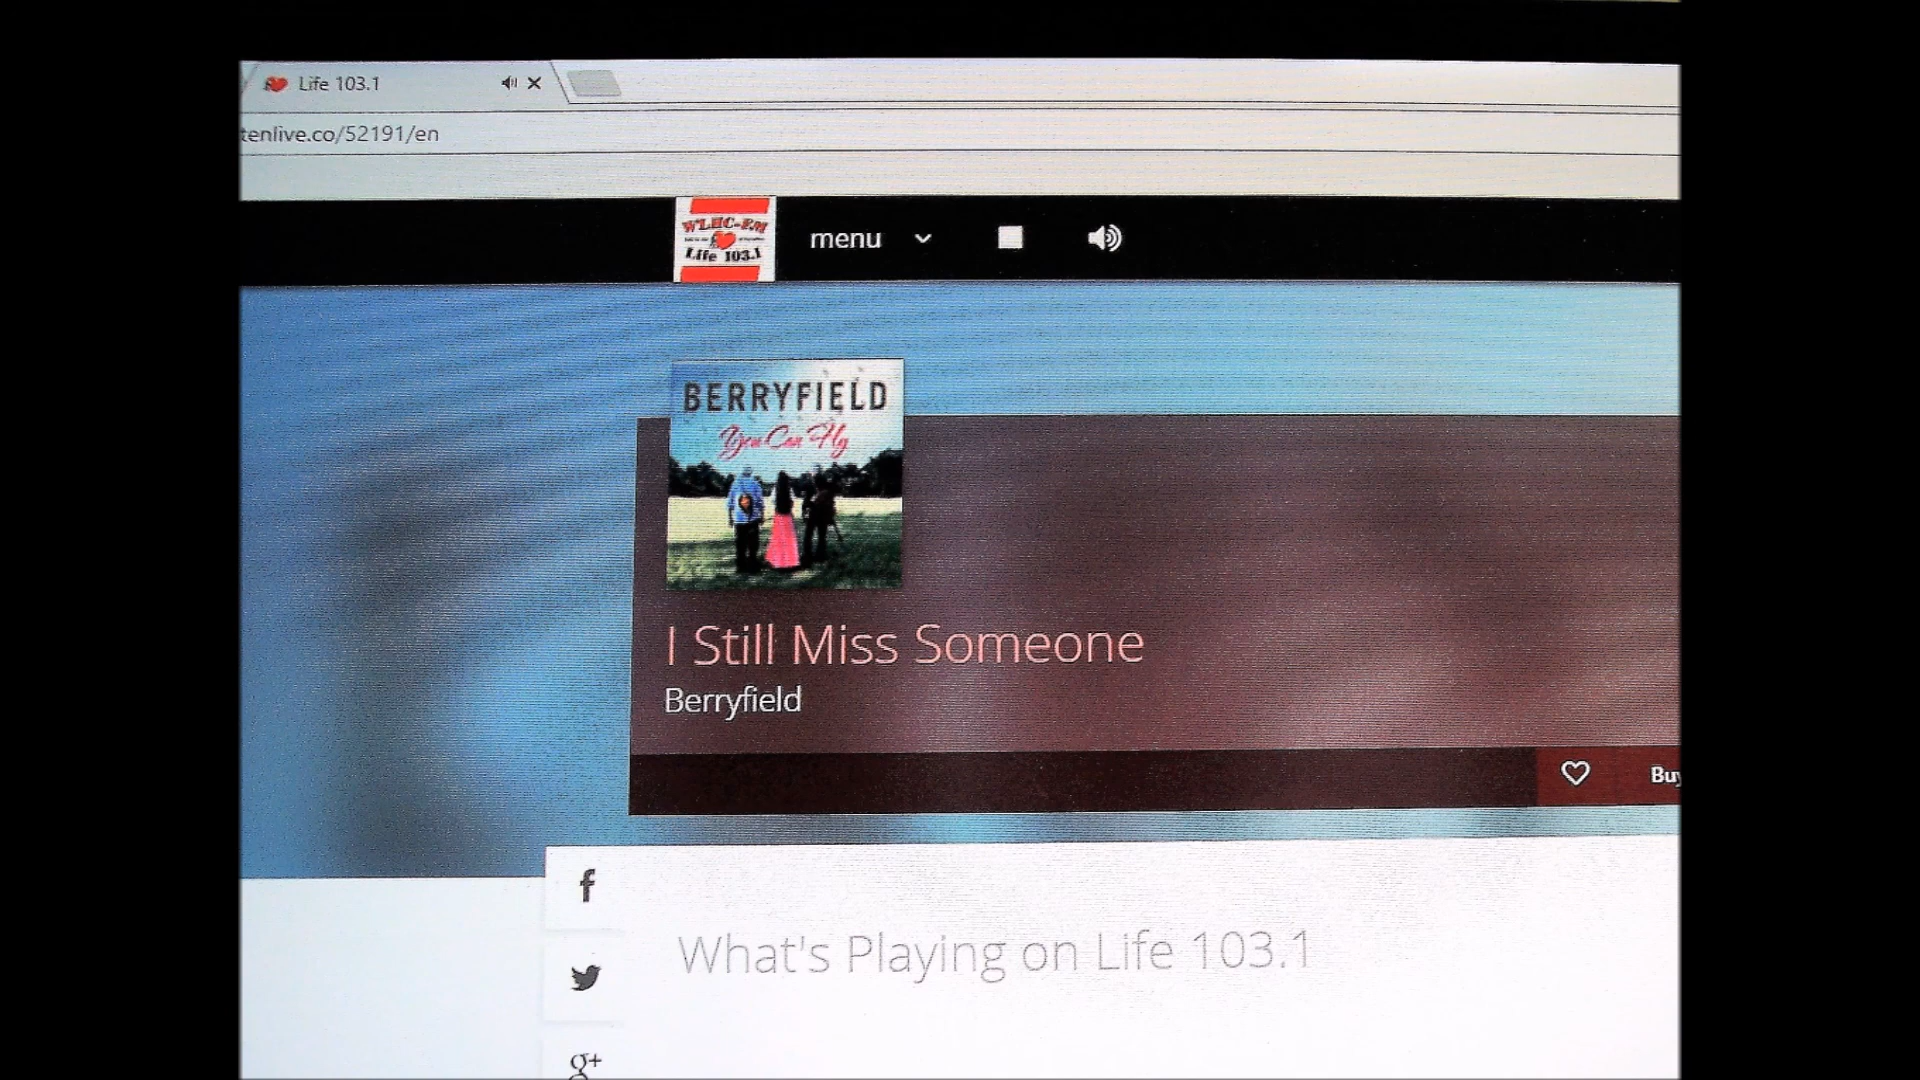 Life 103.1
tenlive.co/52191/en
WLHC-FM
Life 103.1
menu
BERRYFIELD
You Can Fly
I Still Miss Someone
Berryfield
Buy
What's Playing on Life 103.1
g+